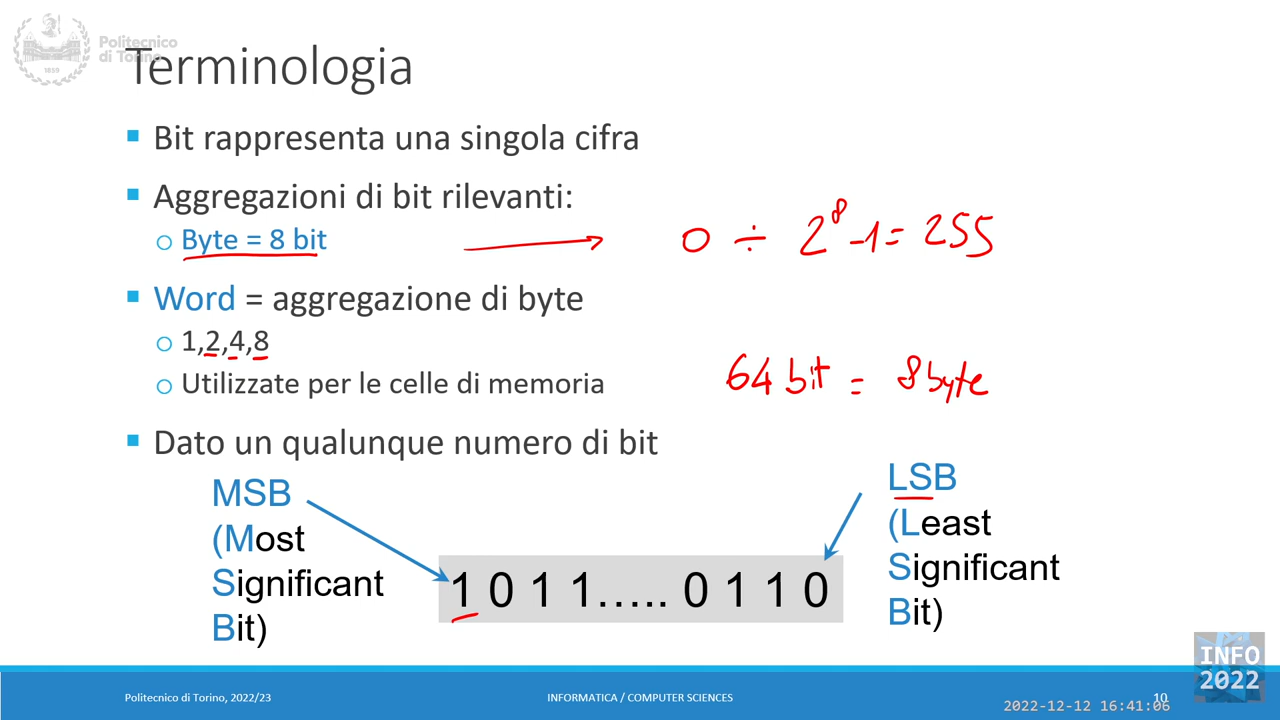 Politecnico
di Torino
1859
Terminologia
Bit rappresenta una singola cifra
Aggregazioni di bit rilevanti:
Byte = 8 bit
0 ÷ 2⁸-1= 255
Word = aggregazione di byte
1,2,4,8
Utilizzate per le celle di memoria
64 bit = 8 byte
Dato un qualunque numero di bit
MSB
(Most
Significant
Bit)
LSB
(Least
Significant
Bit)
1 0 1 1….. 0 1 1 0
Politecnico di Torino, 2022/23
INFORMATICA / COMPUTER SCIENCES
10
INFO
2022
2022-12-12 16:41:06